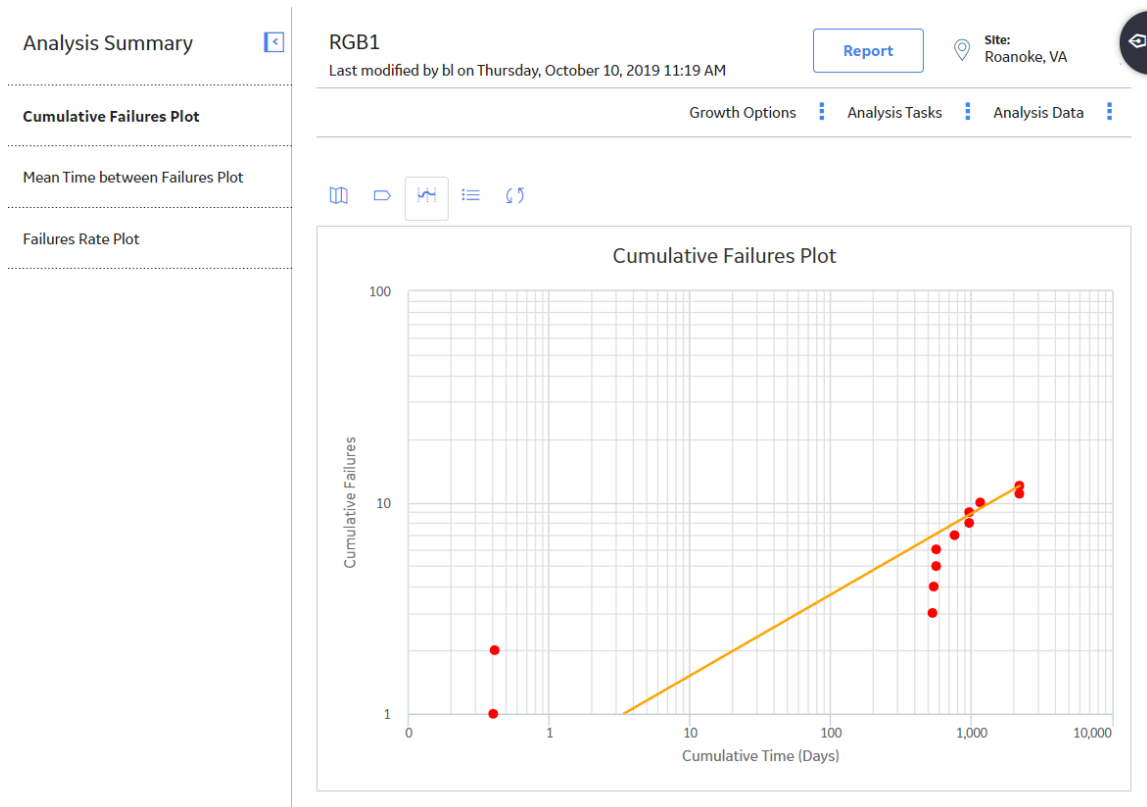 Analysis Summary
Cumulative Failures Plot
Mean Time between Failures Plot
Failures Rate Plot
RGB1
Last modified by bl on Thursday, October 10, 2019 11:19 AM
Report
Site:
Roanoke, VA
Growth Options
Analysis Tasks
Analysis Data
Cumulative Failures Plot
100
10
1
Cumulative Failures
0 1 10 100 1,000 10,000
Cumulative Time (Days)